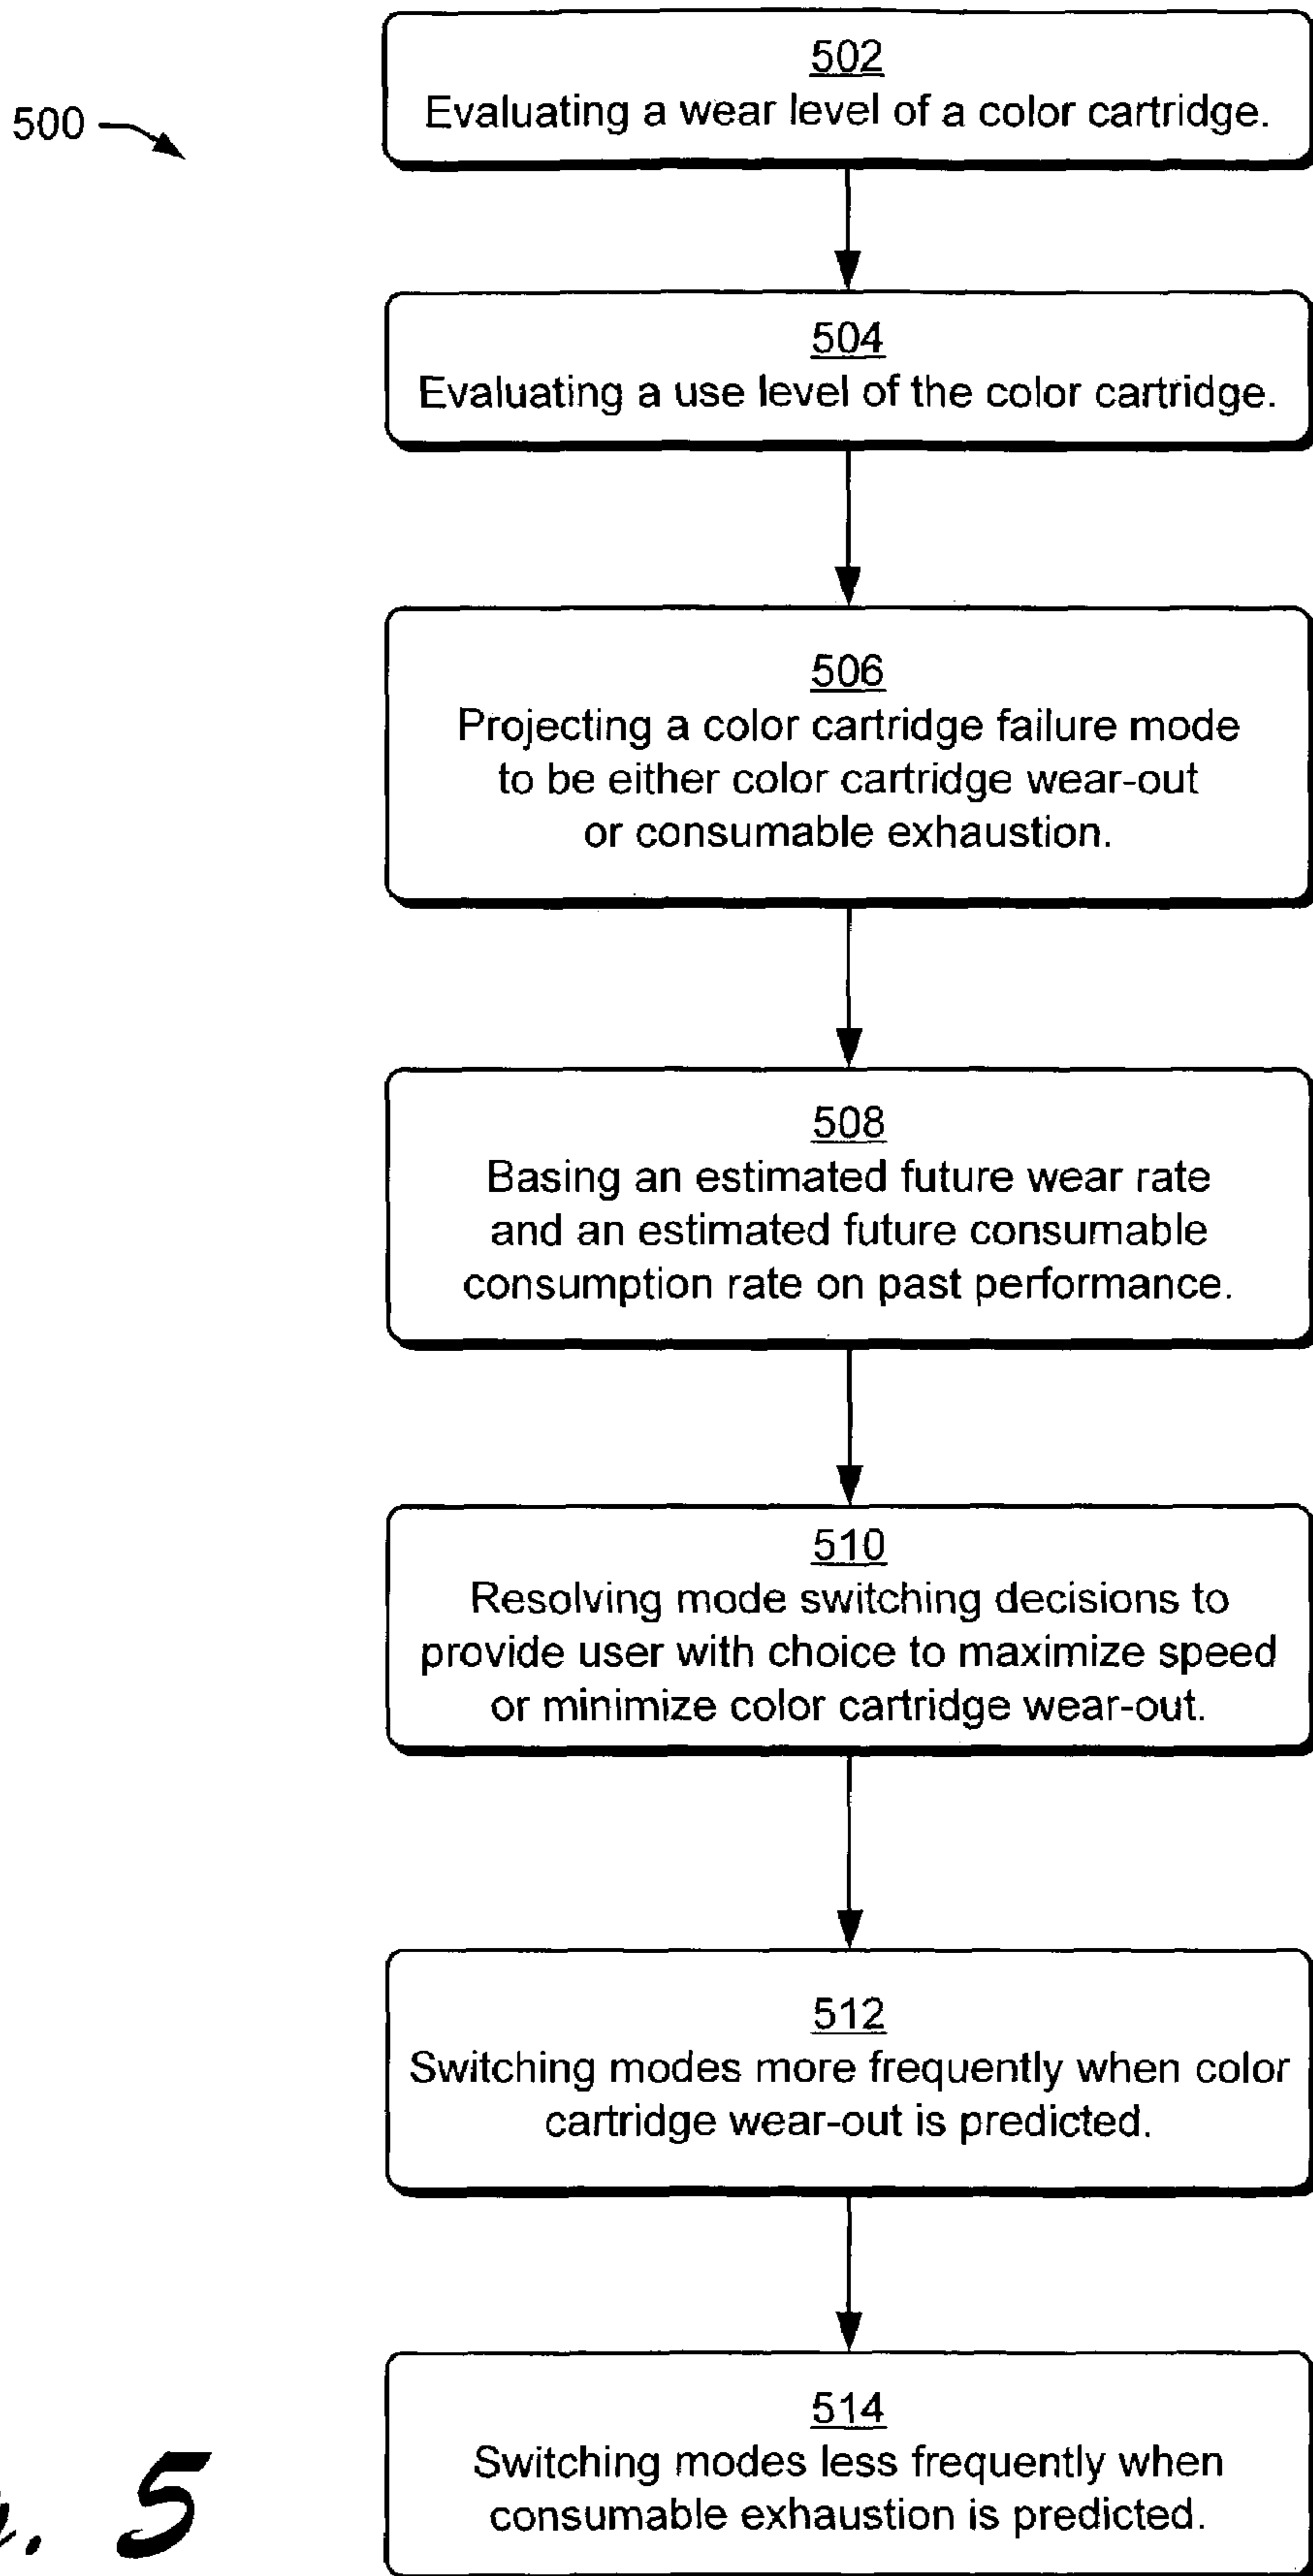 500
502
Evaluating a wear level of a color cartridge.
504
Evaluating a use level of the color cartridge.
506
Projecting a color cartridge failure mode
to be either color cartridge wear-out
or consumable exhaustion.
508
Basing an estimated future wear rate
and an estimated future consumable
consumption rate on past performance.
510
Resolving mode switching decisions to
provide user with choice to maximize speed
or minimize color cartridge wear-out.
512
Switching modes more frequently when color
cartridge wear-out is predicted.
514
Switching modes less frequently when
consumable exhaustion is predicted.
5